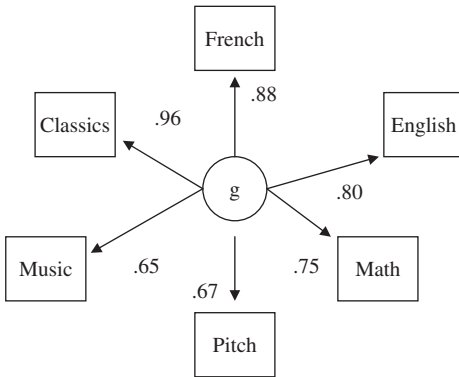 French
.88
Classics
.96
English
g
.80
Music
.65
.75
Math
.67
Pitch